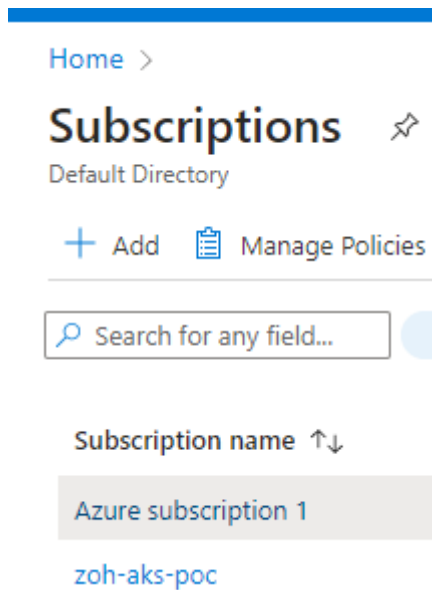 Home >
Subscriptions
Default Directory
+ Add Manage Policies
Search for any field...
Subscription name ↑↓
Azure subscription 1
zoh-aks-poc